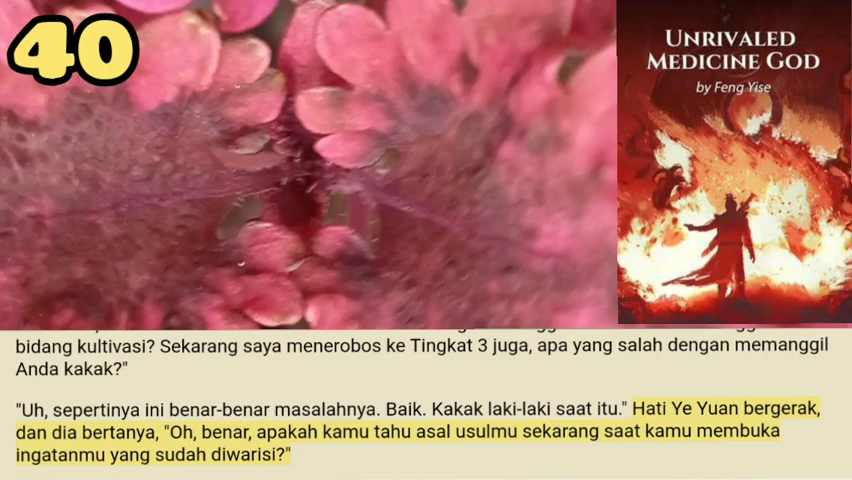 40
UNRIVALED
MEDICINE GOD
by Feng Yise
bidang kultivasi? Sekarang saya menerobos ke Tingkat 3 juga, apa yang salah dengan memanggil
Anda kakak?"
"Uh, sepertinya ini benar-benar masalahnya. Baik. Kakak laki-laki saat itu." Hati Ye Yuan bergerak,
dan dia bertanya, "Oh, benar, apakah kamu tahu asal usulmu sekarang saat kamu membuka
ingatanmu yang sudah diwarisi?"